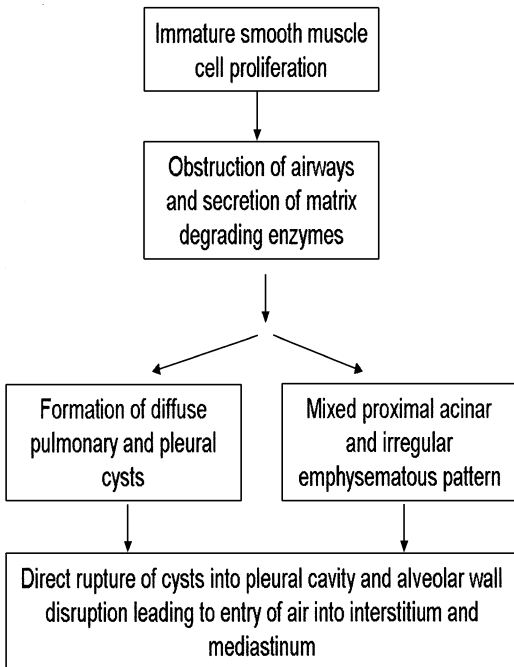 Immature smooth muscle
cell proliferation
Obstruction of airways
and secretion of matrix
degrading enzymes
Formation of diffuse
pulmonary and pleural
cysts
Mixed proximal acinar
and irregular
emphysematous pattern
Direct rupture of cysts into pleural cavity and alveolar wall
disruption leading to entry of air into interstitium and
mediastinum